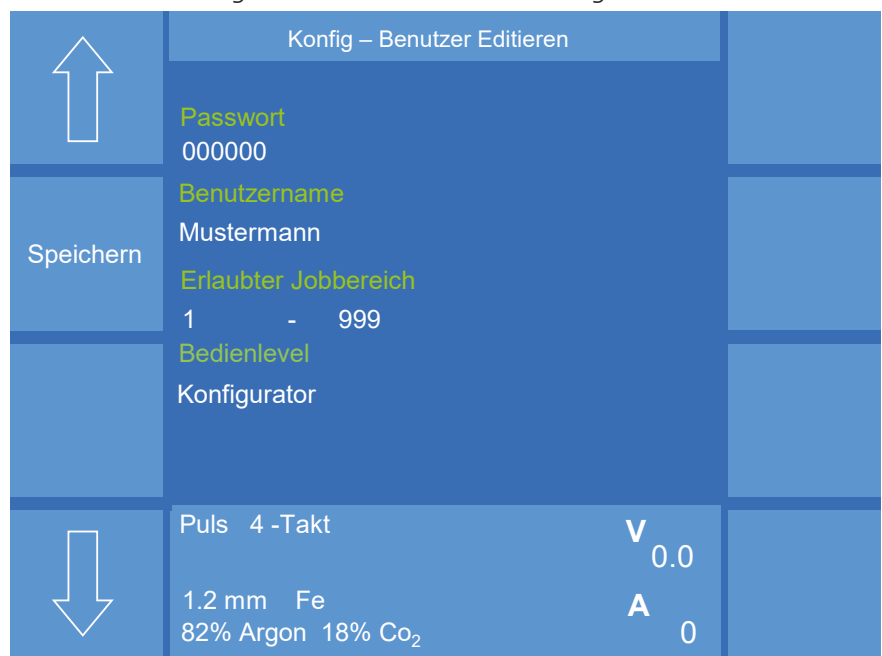 Konfig – Benutzer Editieren
Passwort
000000
Benutzername
Mustermann
Speichern
Erlaubter Jobbereich
1 - 999
Bedienlevel
Konfigurator
Puls 4 -Takt
V
0.0
1.2 mm Fe
A
82% Argon 18% Co₂
0